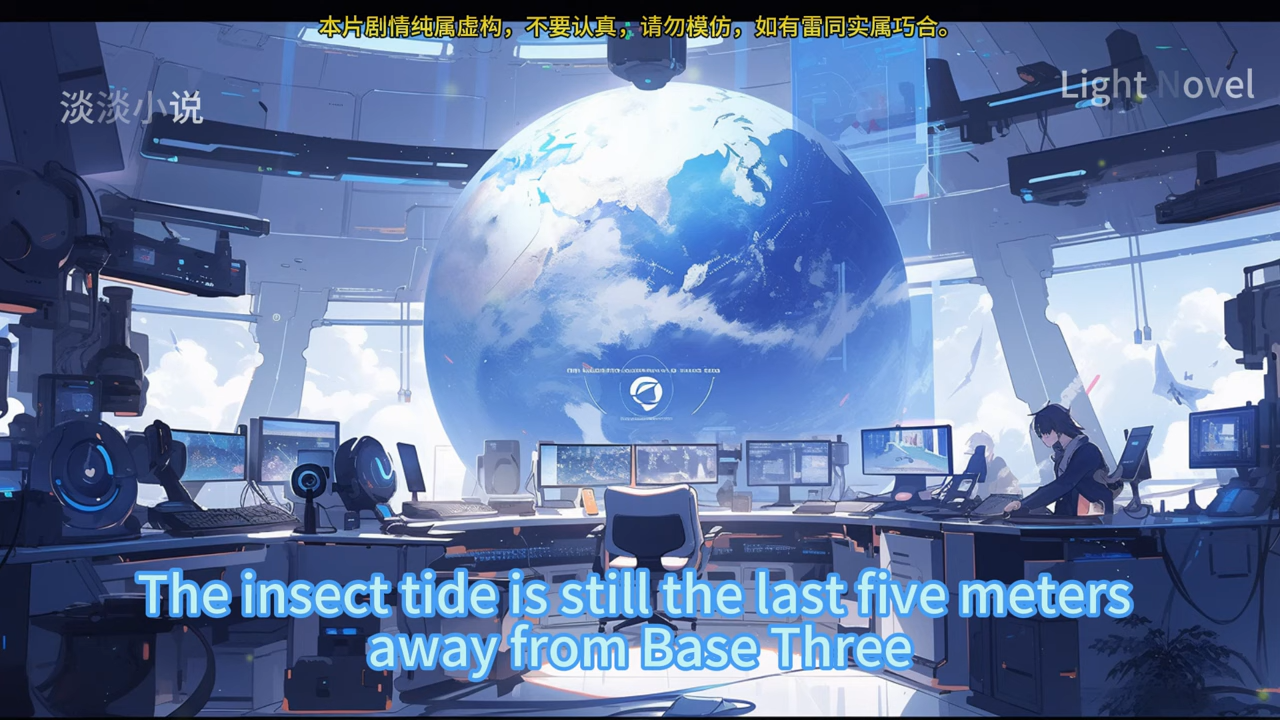 本片剧情纯属虚构，不要认真，请勿模仿，如有雷同实属巧合。
淡淡小说
Light Novel
The insect tide is still the last five meters
away from Base Three